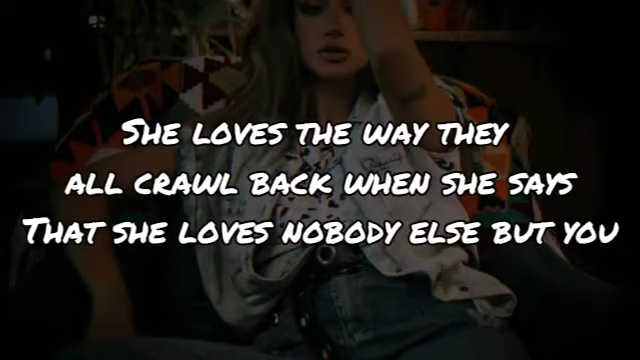 She loves the way they
all crawl back when she says
That she loves nobody else but you